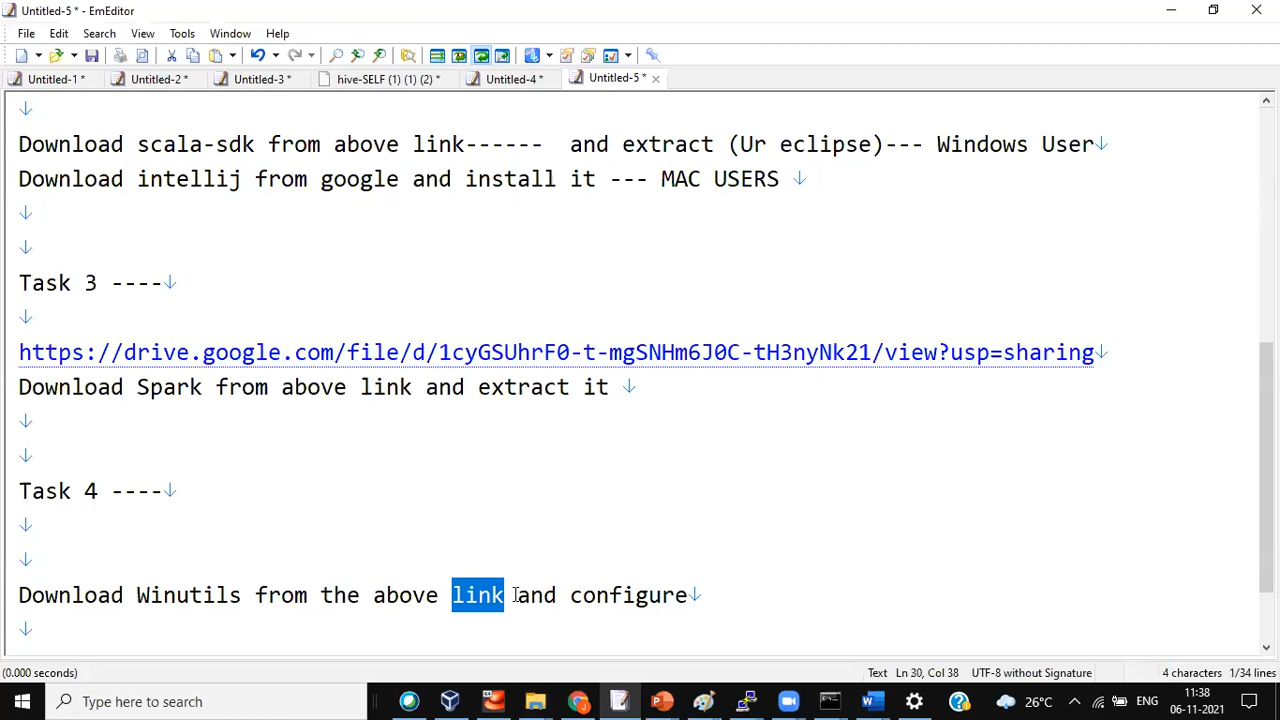 Untitled-5 * - EmEditor
File Edit Search View Tools Window Help
Untitled-1 * Untitled-2 * Untitled-3 * hive-SELF (1) (1) (2) * Untitled-4 * Untitled-5 *
Download scala-sdk from above link------  and extract (Ur eclipse)--- Windows User
Download intellij from google and install it --- MAC USERS
Task 3 ----
https://drive.google.com/file/d/1cyGSUhrF0-t-mgSNHm6J0C-tH3nyNk21/view?usp=sharing
Download Spark from above link and extract it
Task 4 ----
Download Winutils from the above link and configure
(0.000 seconds) Text Ln 30, Col 38 UTF-8 without Signature 4 characters 1/34 lines
Type here to search 26°C ENG 11:38
06-11-2021